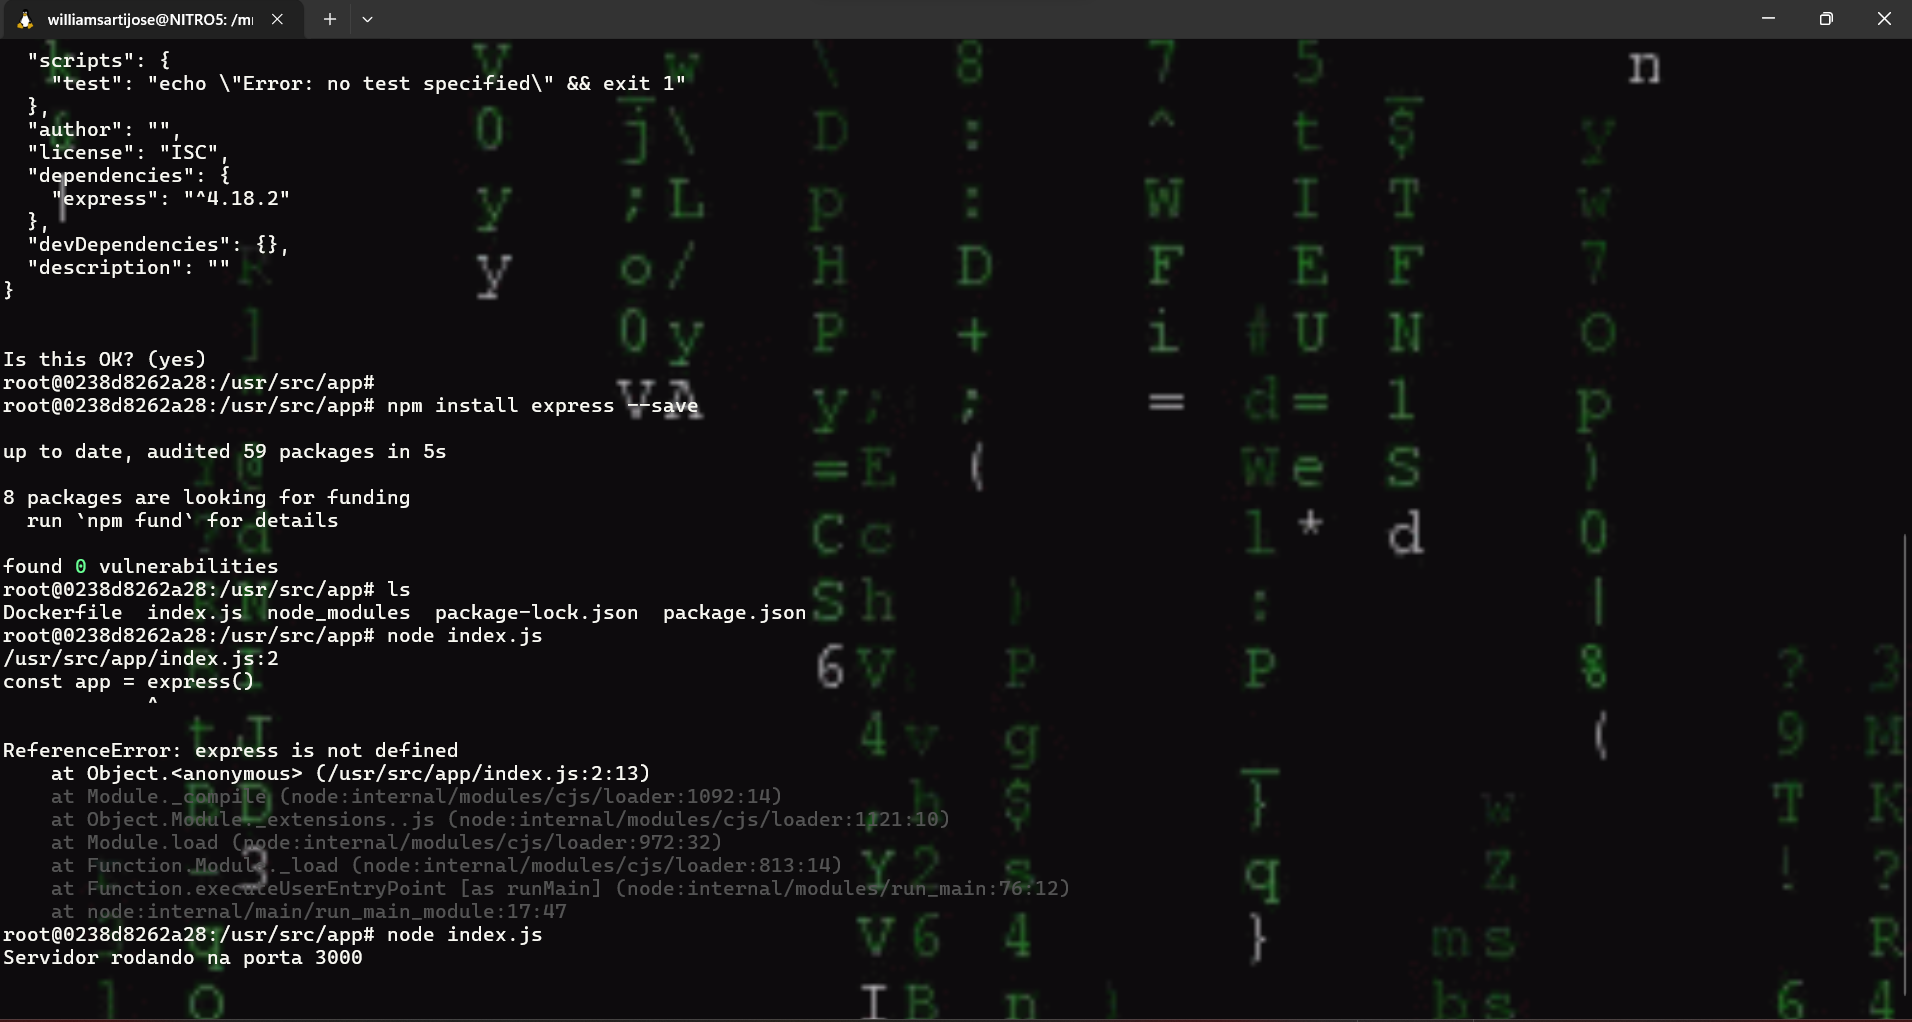 williamsartijose@NITRO5: /m
"scripts": {
"test": "echo \"Error: no test specified\" && exit 1"
},
"author": "",
"license": "ISC",
"dependencies": {
"express": "^4.18.2"
},
"devDependencies": {},
"description": ""
}
Is this OK? (yes)
root@0238d8262a28:/usr/src/app#
root@0238d8262a28:/usr/src/app# npm install express --save
up to date, audited 59 packages in 5s
8 packages are looking for funding
run `npm fund` for details
found 0 vulnerabilities
root@0238d8262a28:/usr/src/app# ls
Dockerfile index.js node_modules package-lock.json package.json
root@0238d8262a28:/usr/src/app# node index.js
/usr/src/app/index.js:2
const app = express()
^
ReferenceError: express is not defined
at Object.<anonymous> (/usr/src/app/index.js:2:13)
at Module._compile (node:internal/modules/cjs/loader:1092:14)
at Object.Module._extensions..js (node:internal/modules/cjs/loader:1121:10)
at Module.load (node:internal/modules/cjs/loader:972:32)
at Function.Module._load (node:internal/modules/cjs/loader:813:14)
at Function.executeUserEntryPoint [as runMain] (node:internal/modules/run_main:76:12)
at node:internal/main/run_main_module:17:47
root@0238d8262a28:/usr/src/app# node index.js
Servidor rodando na porta 3000